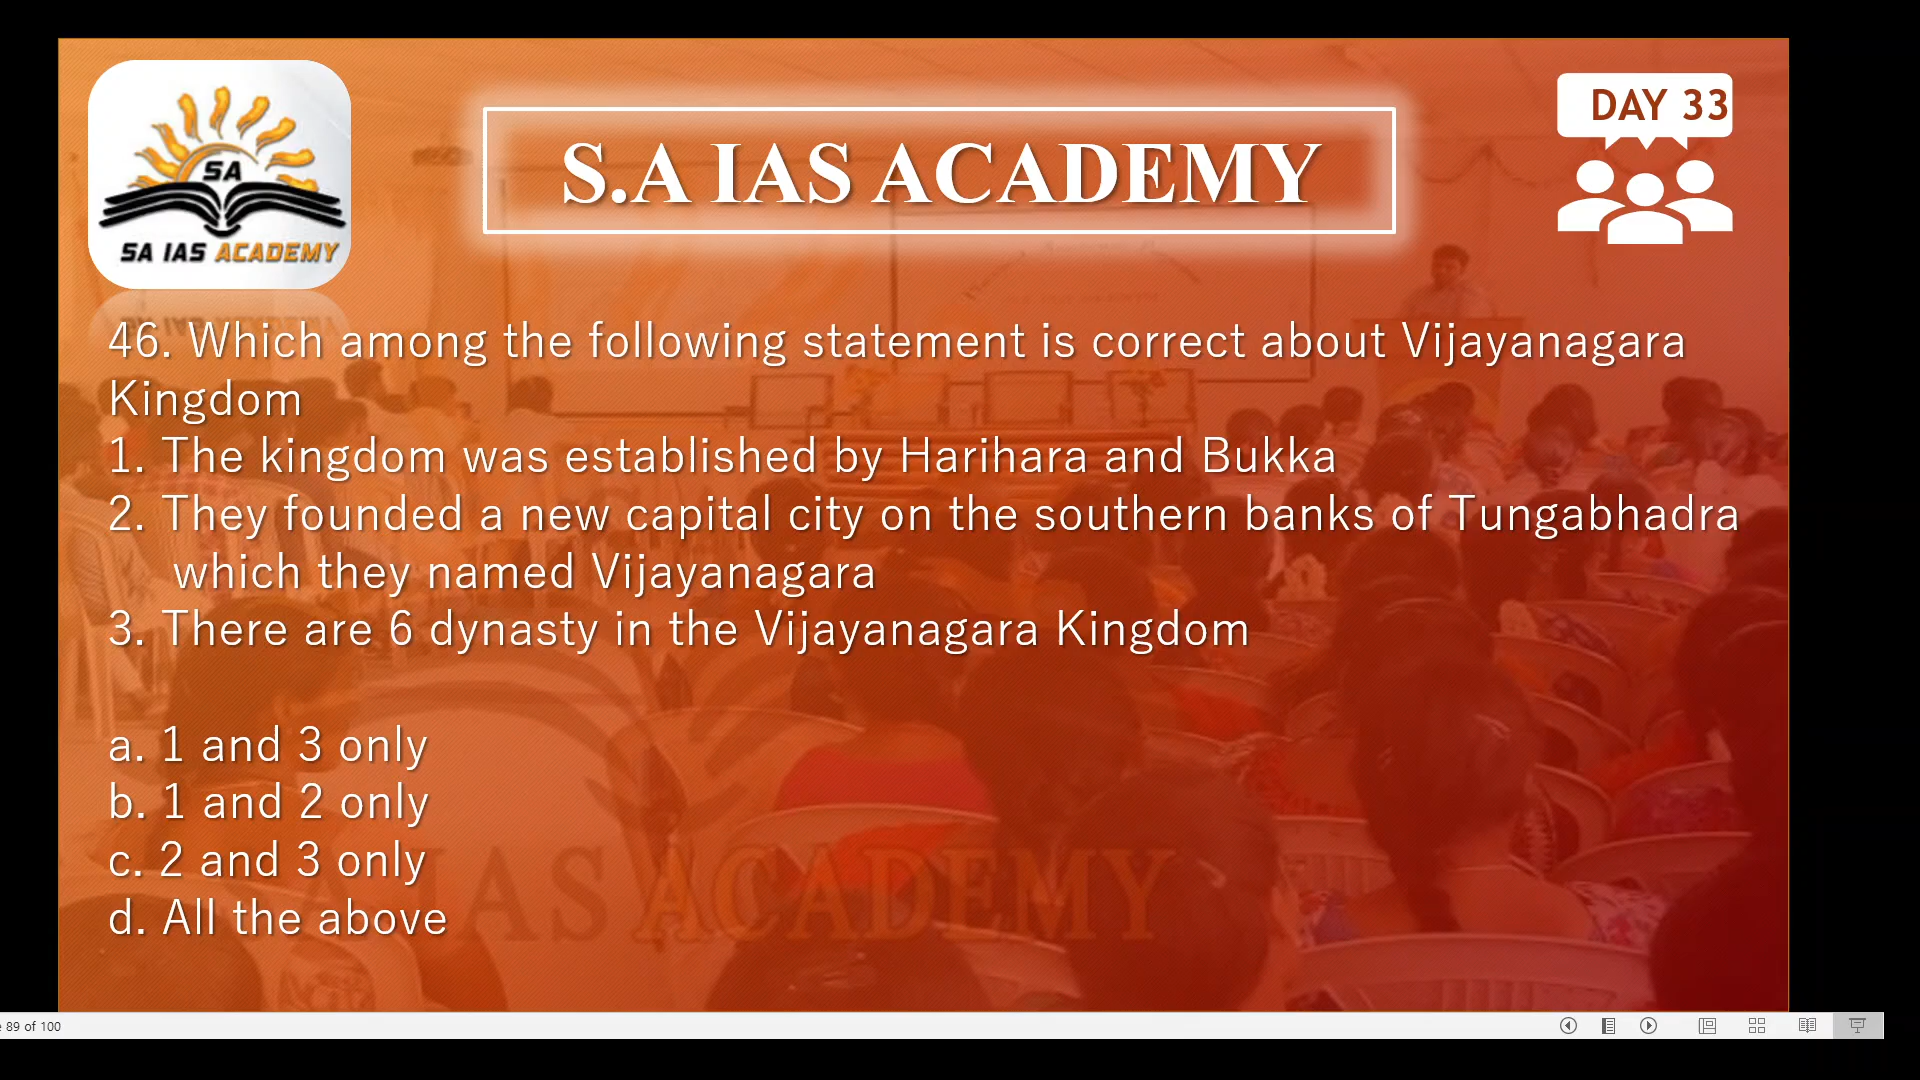 SA
SA IAS ACADEMY
S.A IAS ACADEMY
DAY 33
46. Which among the following statement is correct about Vijayanagara
Kingdom
1. The kingdom was established by Harihara and Bukka
2. They founded a new capital city on the southern banks of Tungabhadra
which they named Vijayanagara
3. There are 6 dynasty in the Vijayanagara Kingdom
a. 1 and 3 only
b. 1 and 2 only
c. 2 and 3 only
d. All the above
IAS ACADEMY
89 of 100